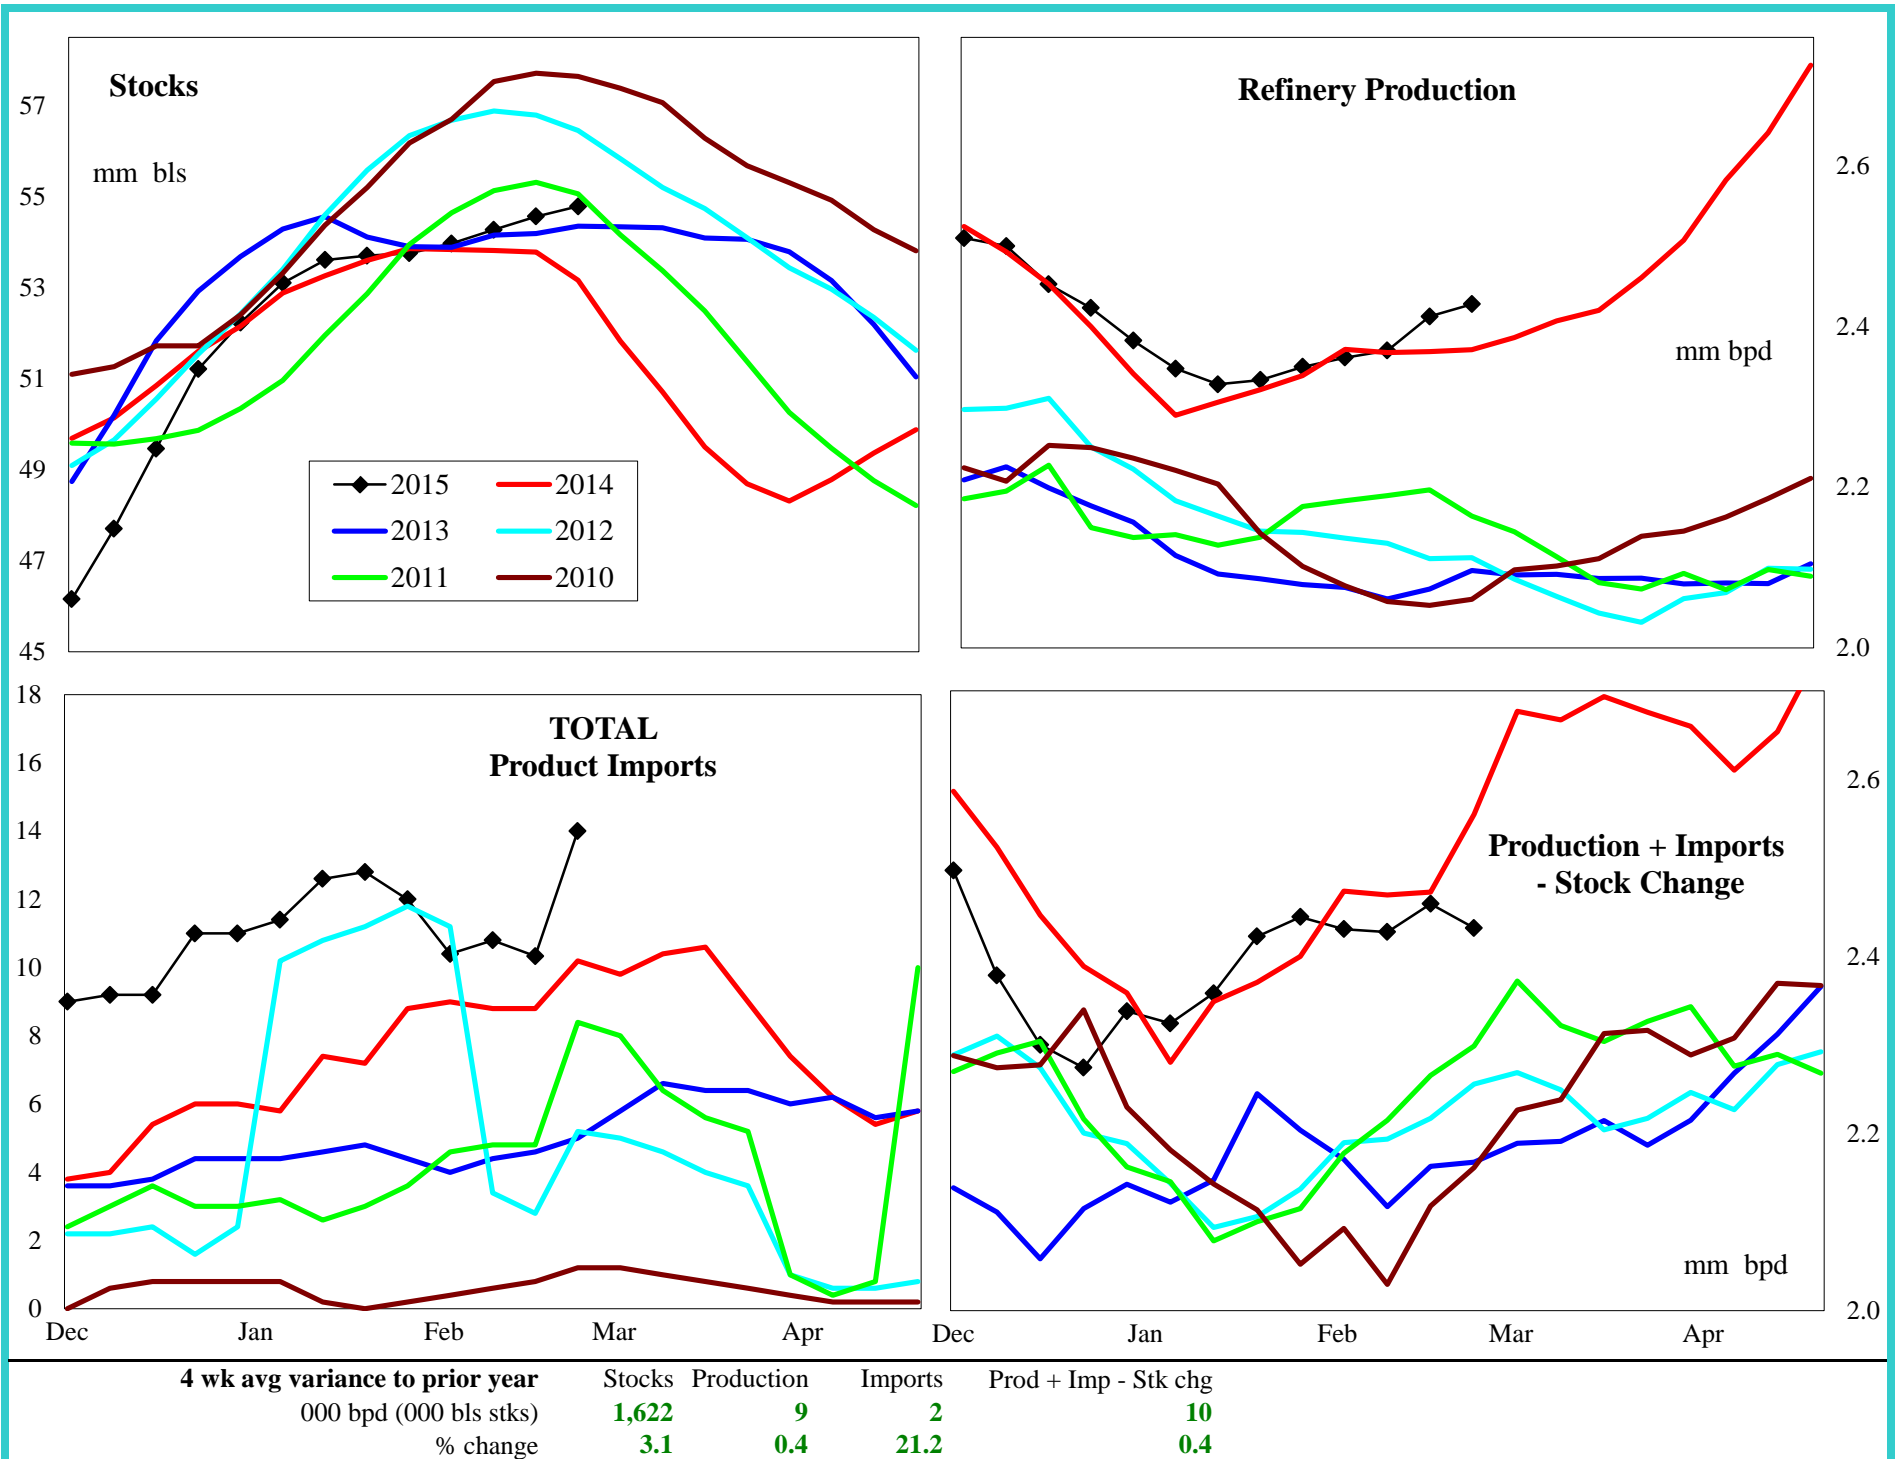 Stocks
mm bls
57
55
53
51
49
47
45
2015
2014
2013
2012
2011
2010
Refinery Production
mm bpd
2.6
2.4
2.2
2.0
TOTAL
Product Imports
18
16
14
12
10
8
6
4
2
0
Dec Jan Feb Mar Apr
Production + Imports
- Stock Change
mm bpd
2.6
2.4
2.2
2.0
Dec Jan Feb Mar Apr
4 wk avg variance to prior year Stocks Production Imports Prod + Imp - Stk chg
000 bpd (000 bls stks) 1,622 9 2 10
% change 3.1 0.4 21.2 0.4